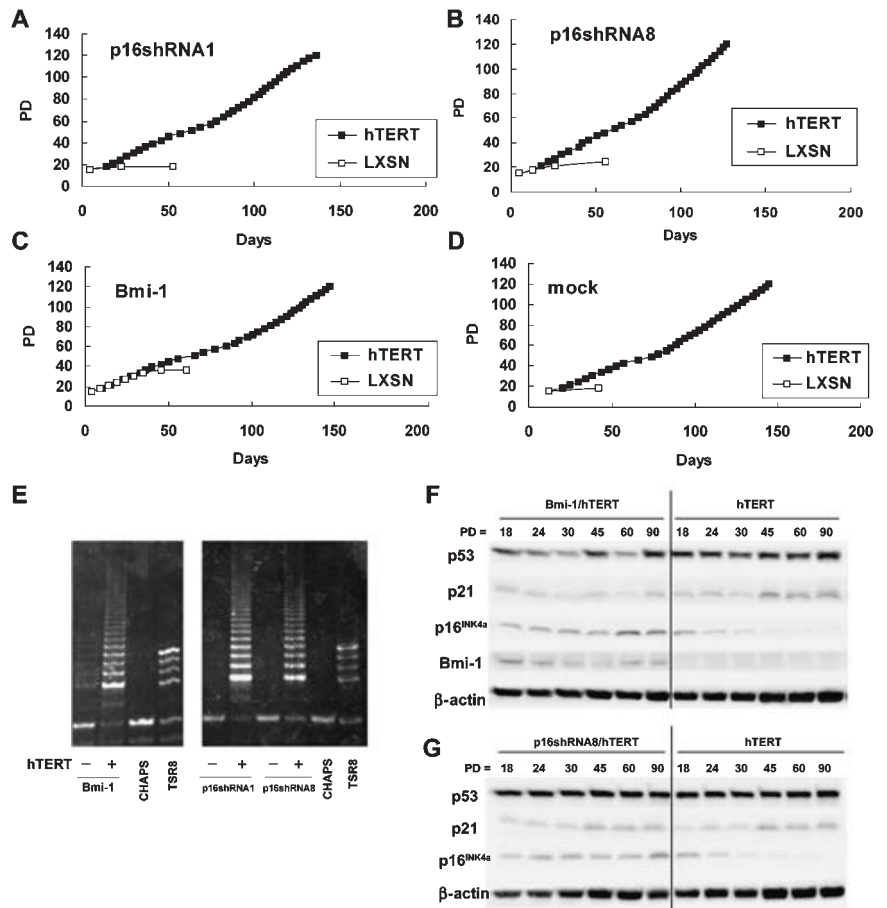 A
p16shRNA1
140
120
100
80
60
40
20
0
PD
hTERT
LXSN
0 50 100 150 200
Days
B
p16shRNA8
140
120
100
80
60
40
20
0
PD
hTERT
LXSN
0 50 100 150 200
Days
C
Bmi-1
140
120
100
80
60
40
20
0
PD
hTERT
LXSN
0 50 100 150 200
Days
D
mock
140
120
100
80
60
40
20
0
PD
hTERT
LXSN
0 50 100 150 200
Days
E
hTERT − + − + − +
Bmi-1 CHAPS TSR8 p16shRNA1 p16shRNA8 CHAPS TSR8
F
Bmi-1/hTERT hTERT
PD = 18 24 30 45 60 90 18 24 30 45 60 90
p53
p21
p16INK4a
Bmi-1
β-actin
G
p16shRNA8/hTERT hTERT
PD = 18 24 30 45 60 90 18 24 30 45 60 90
p53
p21
p16INK4a
β-actin